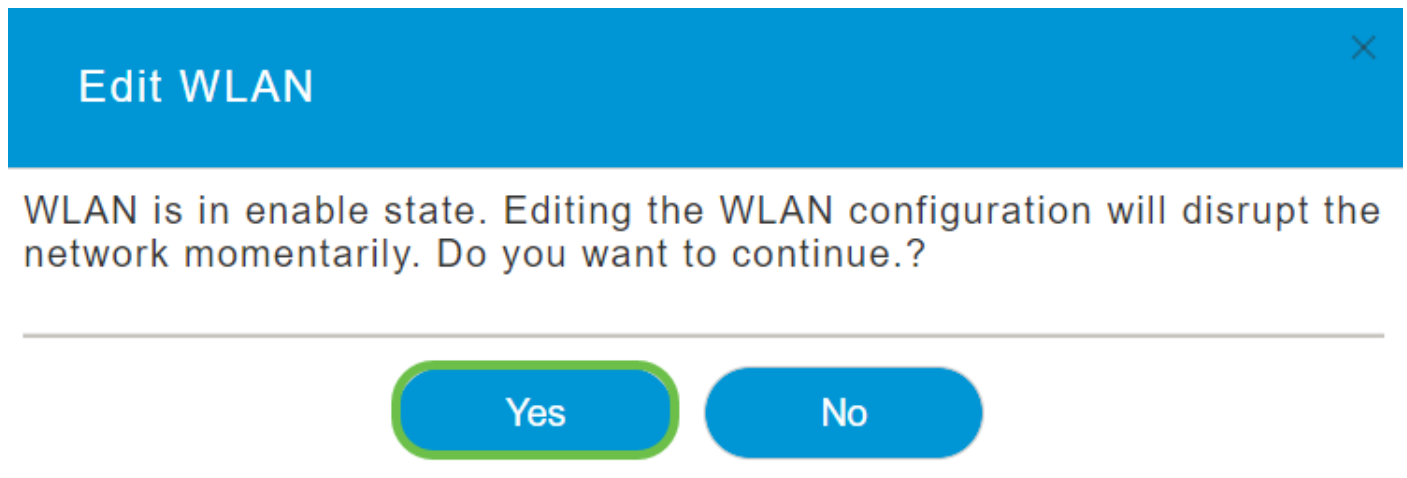 Edit WLAN
WLAN is in enable state. Editing the WLAN configuration will disrupt the
network momentarily. Do you want to continue.?
Yes
No